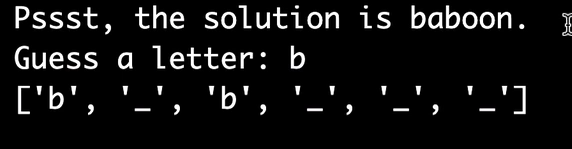 Pssst, the solution is baboon.
Guess a letter: b
['b', '_', 'b', '_', '_', '_']